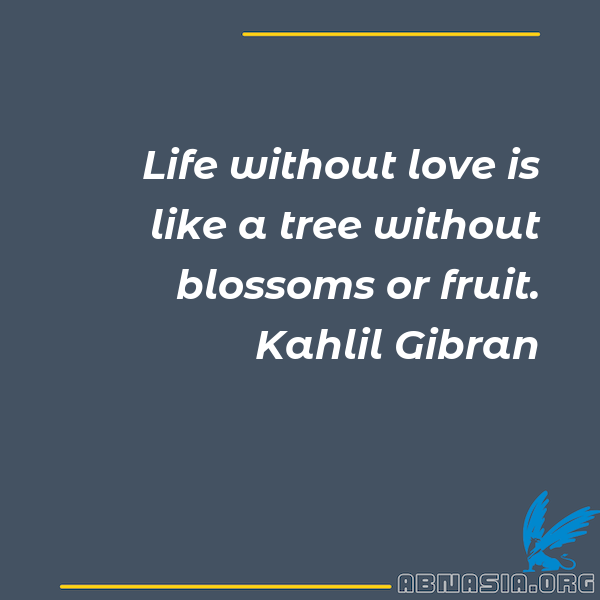 Life without love is
like a tree without
blossoms or fruit.
Kahlil Gibran
ABNASIA.ORG